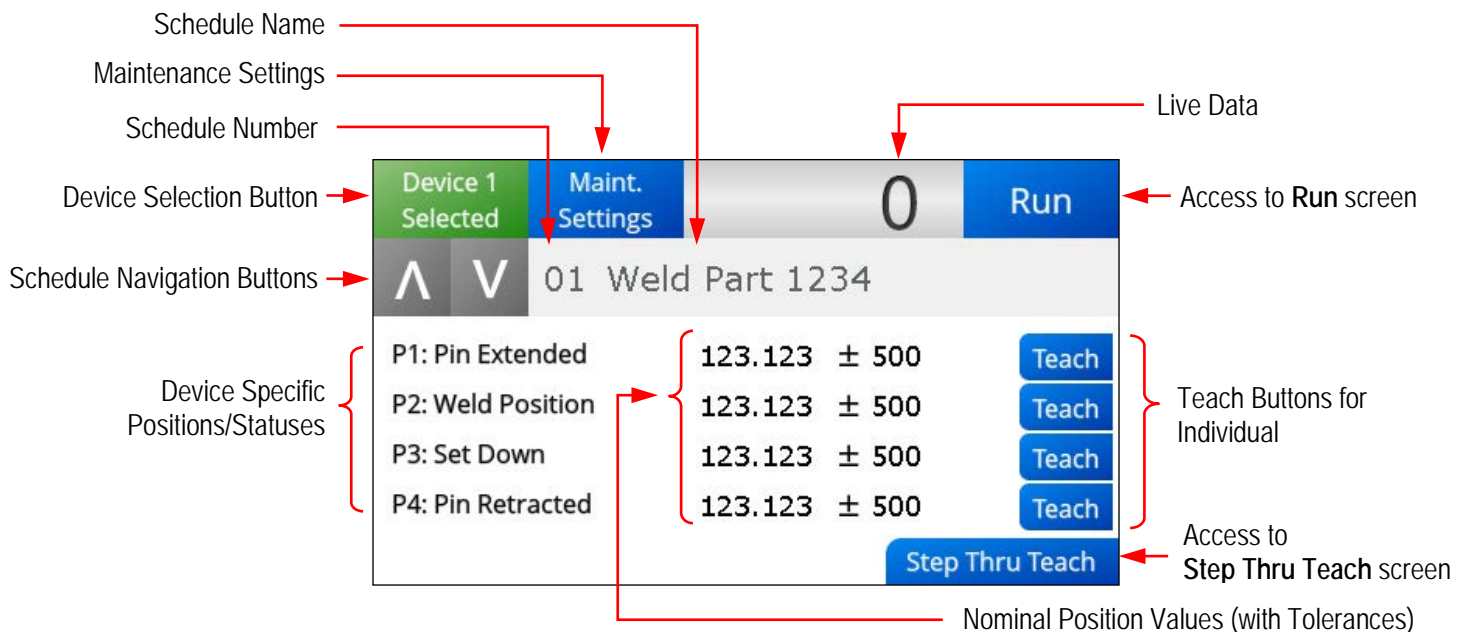 Schedule Name
Maintenance Settings
Live Data
Schedule Number
Device Selection Button
Device 1
Selected
Maint.
Settings
0
Run
Access to Run screen
Schedule Navigation Buttons
Λ V 01 Weld Part 1234
Device Specific
Positions/Statuses
P1: Pin Extended 123.123 ± 500 Teach
P2: Weld Position 123.123 ± 500 Teach
P3: Set Down 123.123 ± 500 Teach
P4: Pin Retracted 123.123 ± 500 Teach
Teach Buttons for
Individual
Step Thru Teach
Access to
Step Thru Teach screen
Nominal Position Values (with Tolerances)